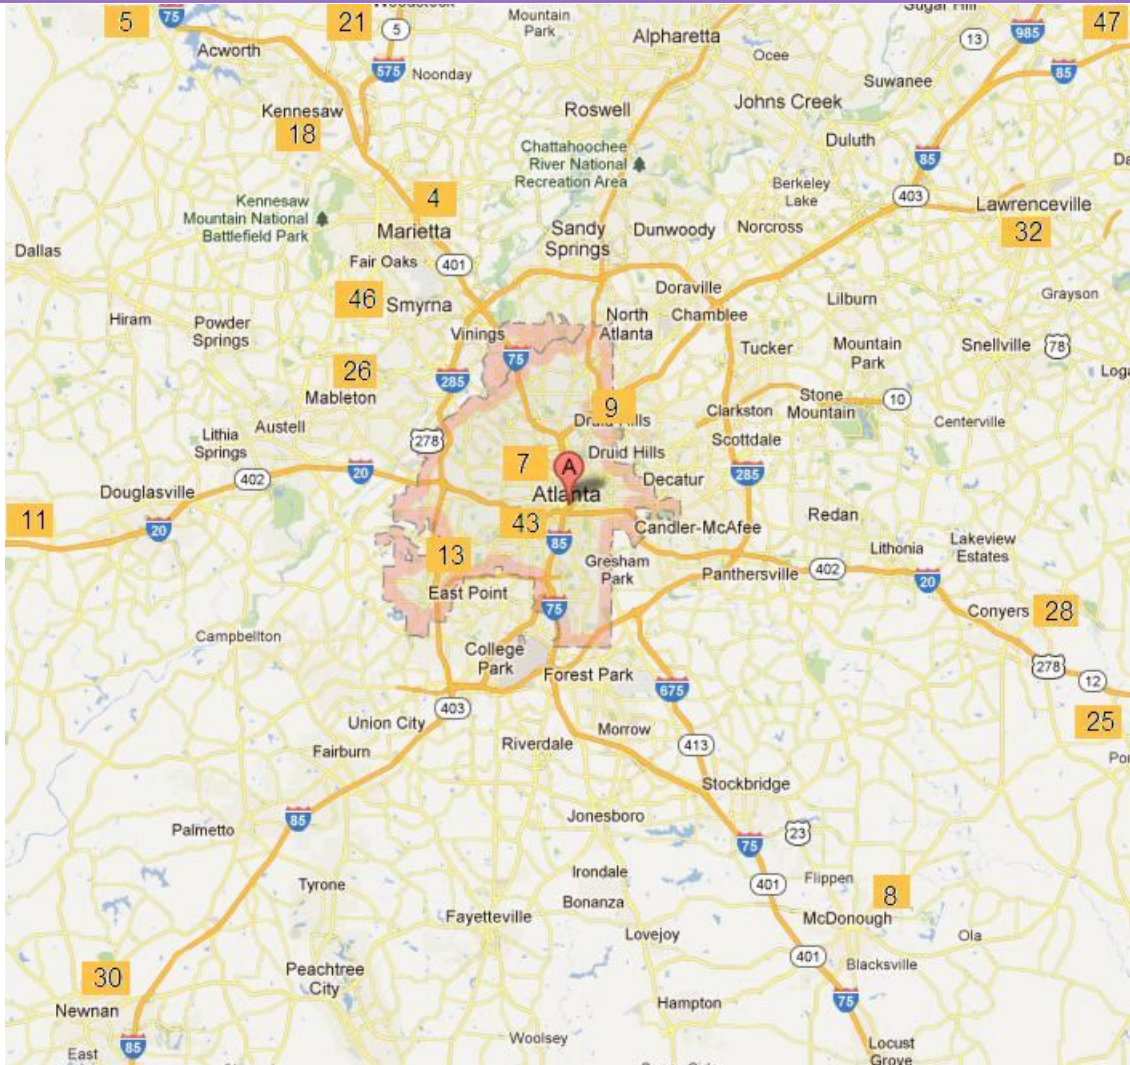 5
75
21
Woodstock
5
Mountain
Park
Sugar Hill
985
47
Acworth
575
Noonday
Alpharetta
Ocee
13
85
Suwanee
Kennesaw
18
Roswell
Johns Creek
Duluth
Chattahoochee
River National
Recreation Area
85
Berkeley
Lake
403
4
Kennesaw
Mountain National
Battlefield Park
Marietta
Sandy
Springs
Dunwoody
Norcross
Lawrenceville
32
Dallas
Fair Oaks
401
46
Smyrna
Doraville
Lilburn
Grayson
Hiram
Powder
Springs
Vinings
North
Atlanta
Chamblee
Tucker
Mountain
Park
Snellville
78
75
26
Mableton
285
9
Clarkston
Stone
Mountain
10
Centerville
Druid Hills
Lithia
Springs
Austell
278
Scottdale
Druid Hills
7
A
20
402
Decatur
285
Douglasville
Atlanta
11
20
43
85
Candler-McAfee
Redan
Lithonia
Lakeview
Estates
13
East Point
Gresham
Park
Panthersville
402
20
75
Conyers
28
Campbellton
College
Park
Forest Park
278
12
675
403
25
Union City
Fairburn
Riverdale
Morrow
413
Stockbridge
85
Palmetto
Jonesboro
23
75
Tyrone
Irondale
Bonanza
401
Flippen
8
Fayetteville
McDonough
Lovejoy
Ola
30
Newnan
Peachtree
City
401
Blacksville
Hampton
75
85
East
Woolsey
Locust
Grove